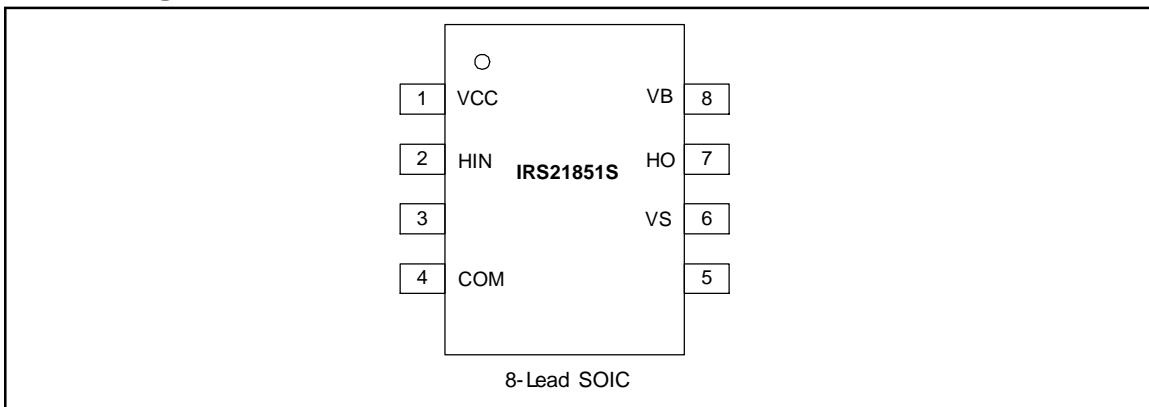 1 VCC VB 8
2 HIN IRS21851S HO 7
3 VS 6
4 COM 5
8-Lead SOIC